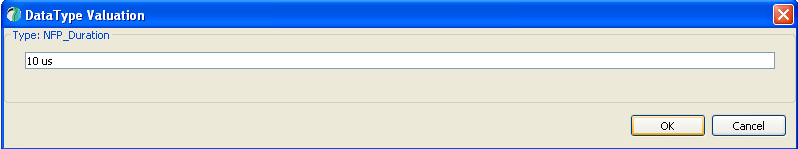 DataType Valuation
Type: NFP_Duration
10 us
OK
Cancel